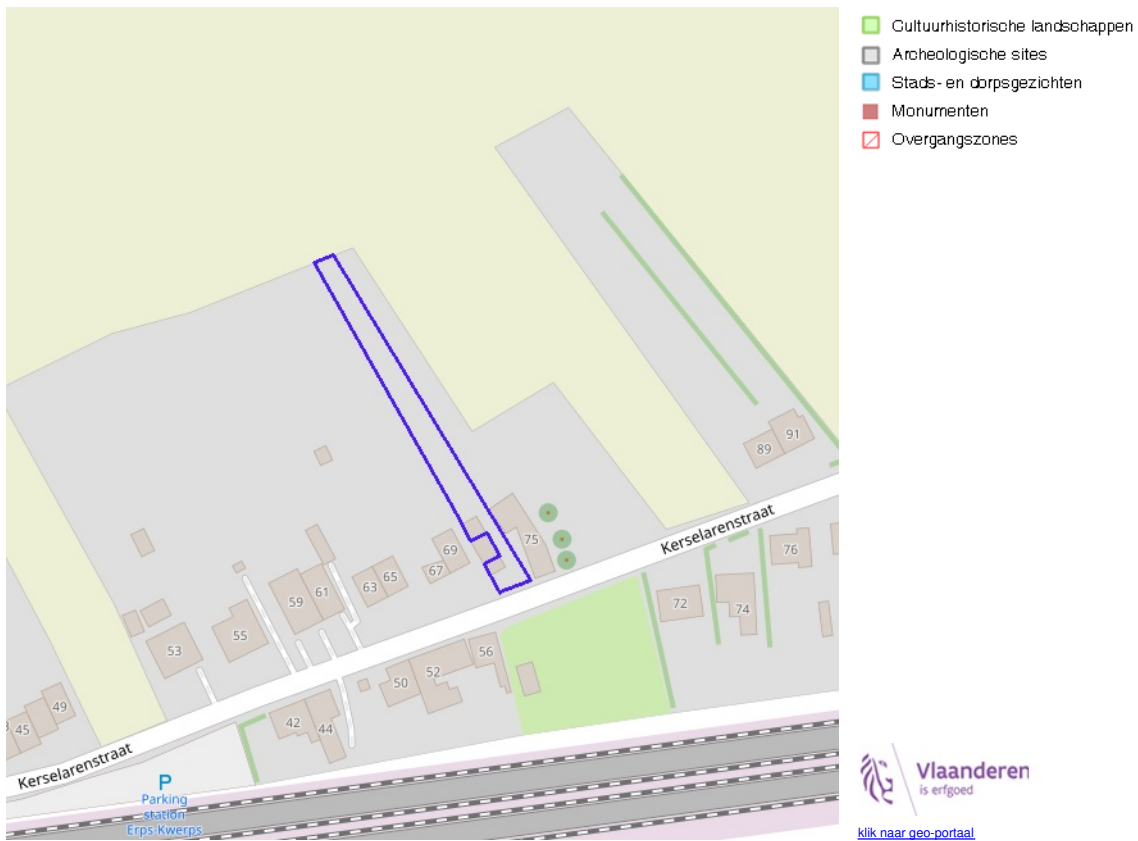 Cultuurhistorische landschappen
Archeologische sites
Stads- en dorpsgezichten
Monumenten
Overgangszones
91
89
Kerselarenstraat
75
69
67
65
63
61
59
55
53
49
45
76
72
74
56
52
50
42
44
Kerselarenstraat
P
Parking
station
Erps-Kwerps
Vlaanderen
is erfgoed
klik naar geo-portaal